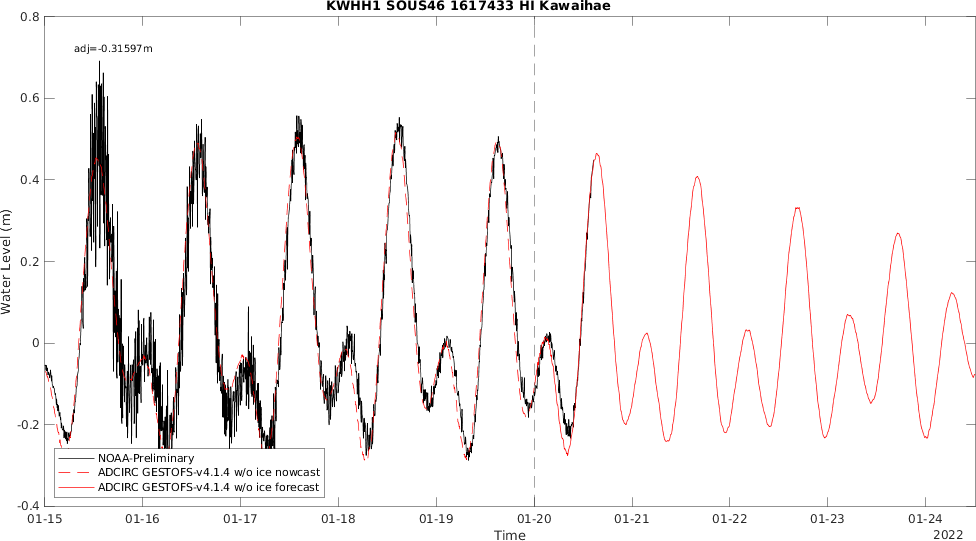 KWHH1 SOUS46 1617433 HI Kawaihae
adj=-0.31597m
Water Level (m)
0.8
0.6
0.4
0.2
0
-0.2
-0.4
NOAA-Preliminary
ADCIRC GESTOFS-v4.1.4 w/o ice nowcast
ADCIRC GESTOFS-v4.1.4 w/o ice forecast
01-15 01-16 01-17 01-18 01-19 01-20 01-21 01-22 01-23 01-24
Time
2022